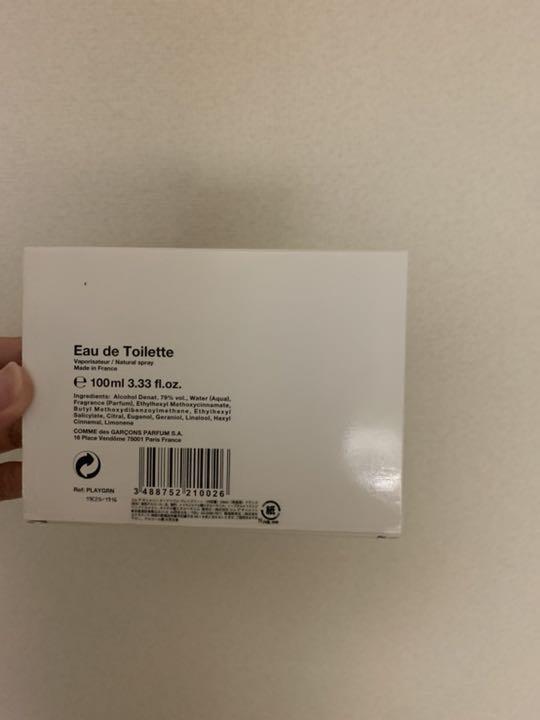 Eau de Toilette
Vaporisateur / Natural spray
Made in France
℮ 100ml 3.33 fl.oz.
Ingredients: Alcohol Denat. 79% vol., Water (Aqua),
Fragrance (Parfum), Ethylhexyl Methoxycinnamate,
Butyl Methoxydibenzoylmethene, Ethylhexyl
Salicylate, Citral, Eugenol, Geraniol, Linalool, Hexyl
Cinnamal, Limonene
COMME des GARÇONS PARFUM S.A.
16 Place Vendôme 75001 Paris France
3 488752 210026
Ref: PLAYGRN
紙